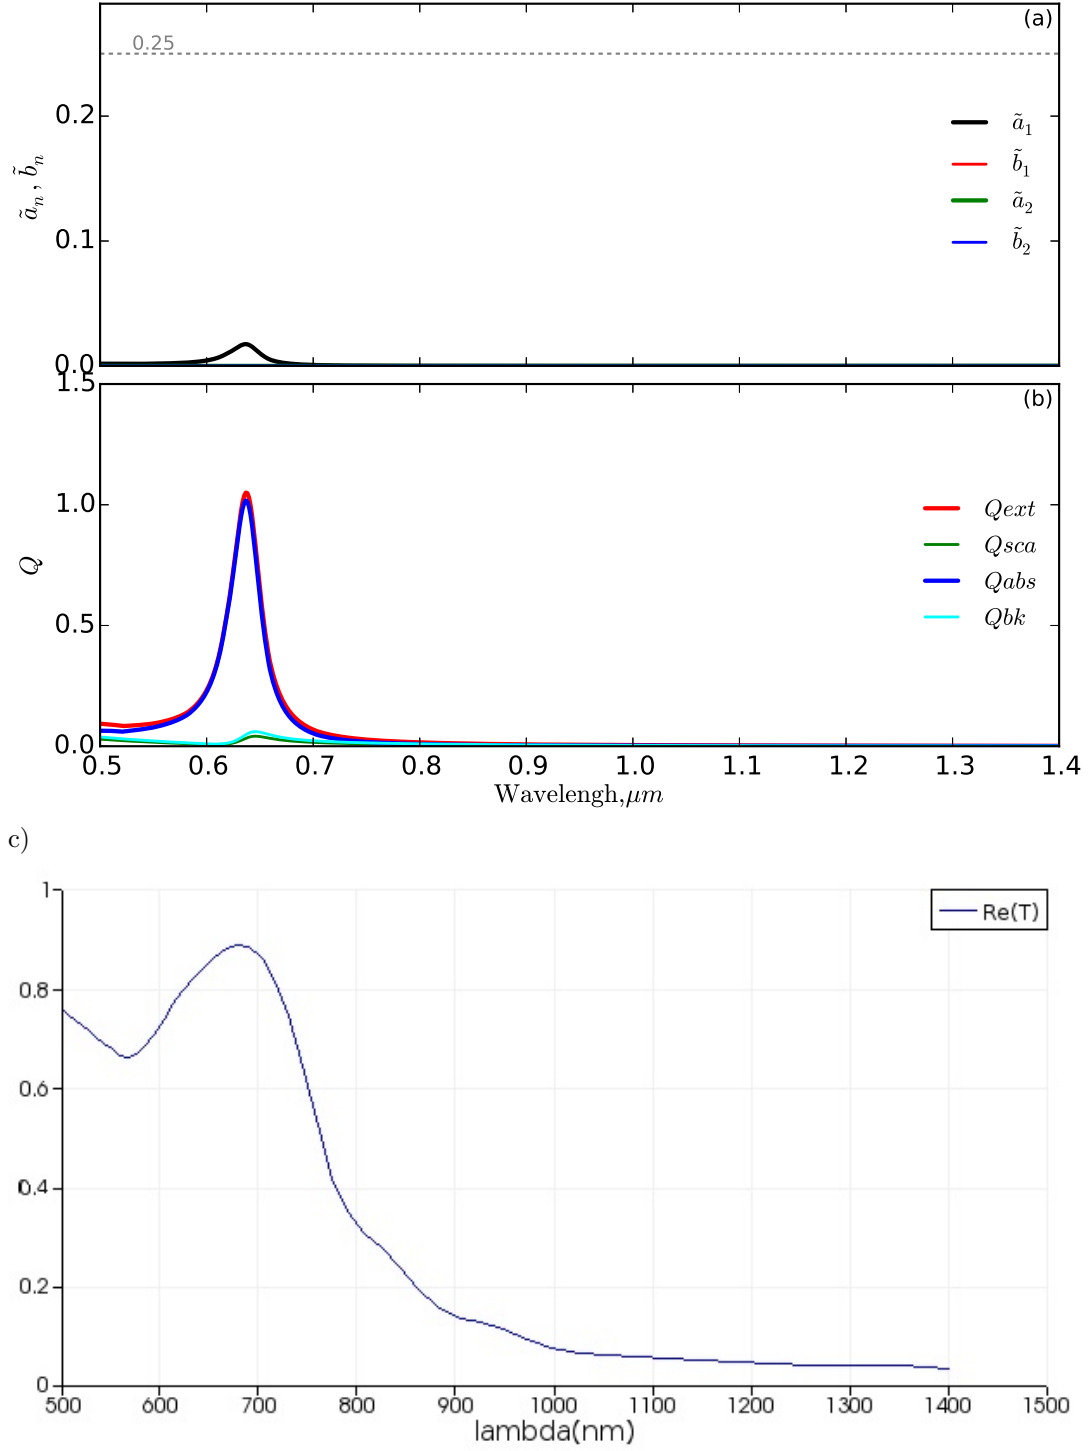 (a)
0.25
0.2
0.1
0.0
ãₙ, b̃ₙ
ã₁
b̃₁
ã₂
b̃₂
(b)
1.5
1.0
0.5
0.0
Q
Qext
Qsca
Qabs
Qbk
0.5 0.6 0.7 0.8 0.9 1.0 1.1 1.2 1.3 1.4
Wavelengh,μm
c)
Re(T)
1
0.8
0.6
0.4
0.2
0
500 600 700 800 900 1000 1100 1200 1300 1400 1500
lambda(nm)